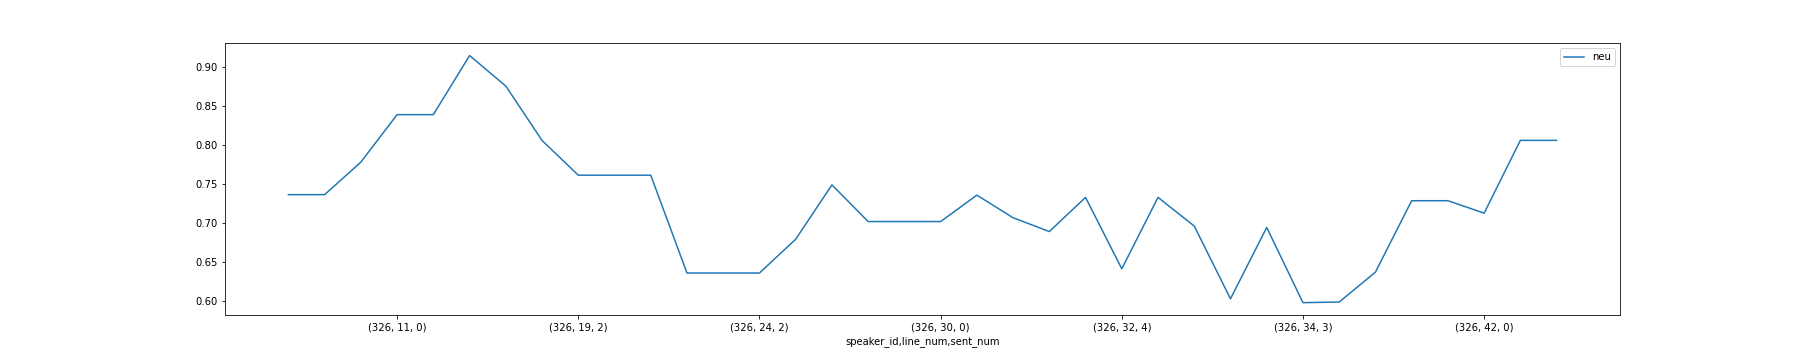 neu
0.90
0.85
0.80
0.75
0.70
0.65
0.60
(326, 11, 0) (326, 19, 2) (326, 24, 2) (326, 30, 0) (326, 32, 4) (326, 34, 3) (326, 42, 0)
speaker_id,line_num,sent_num